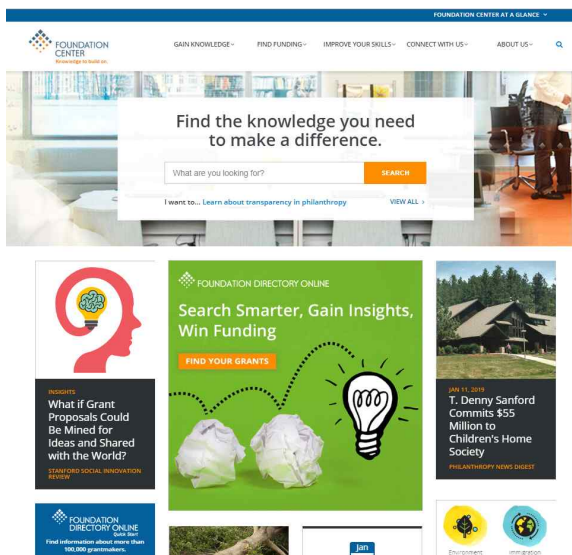 FOUNDATION CENTER AT A GLANCE
FOUNDATION
CENTER
Knowledge to build on.
GAIN KNOWLEDGE
FIND FUNDING
IMPROVE YOUR SKILLS
CONNECT WITH US
ABOUT US
Find the knowledge you need
to make a difference.
What are you looking for?
SEARCH
I want to... Learn about transparency in philanthropy
VIEW ALL >
INSIGHTS
What if Grant
Proposals Could
Be Mined for
Ideas and Shared
with the World?
STANFORD SOCIAL INNOVATION
REVIEW
FOUNDATION DIRECTORY ONLINE
Search Smarter, Gain Insights,
Win Funding
FIND YOUR GRANTS
JAN 11, 2019
T. Denny Sanford
Commits $55
Million to
Children's Home
Society
PHILANTHROPY NEWS DIGEST
FOUNDATION
DIRECTORY ONLINE
Quick Start
Find information about more than
100,000 grantmakers.
Jan
Environment
Immigration